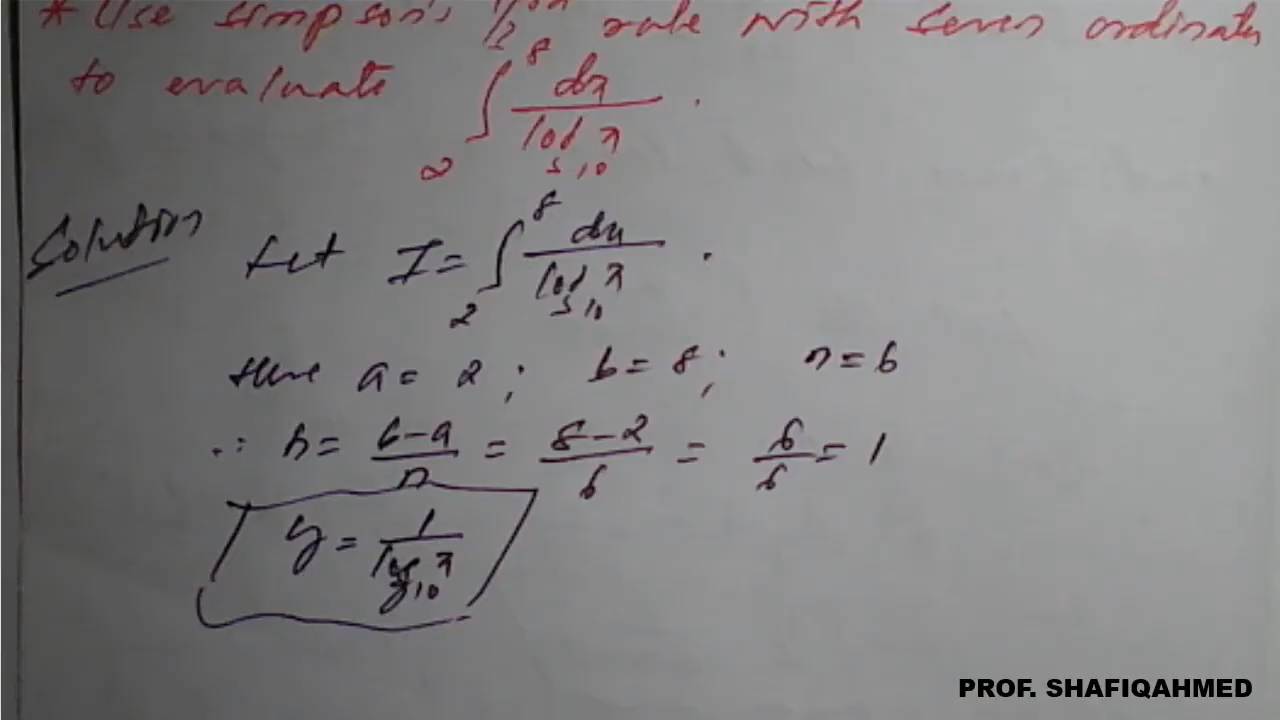 * Use Simpson's 1/3 rule with seven ordinates
to evaluate ∫₂⁸ dx / log₁₀ x .
Solution Let I = ∫₂⁸ dx / log₁₀ x .
Here a = 2 ; b = 8 ; n = 6
∴ h = (b-a)/n = (8-2)/6 = 6/6 = 1
y = 1 / log₁₀ x
PROF. SHAFIQAHMED